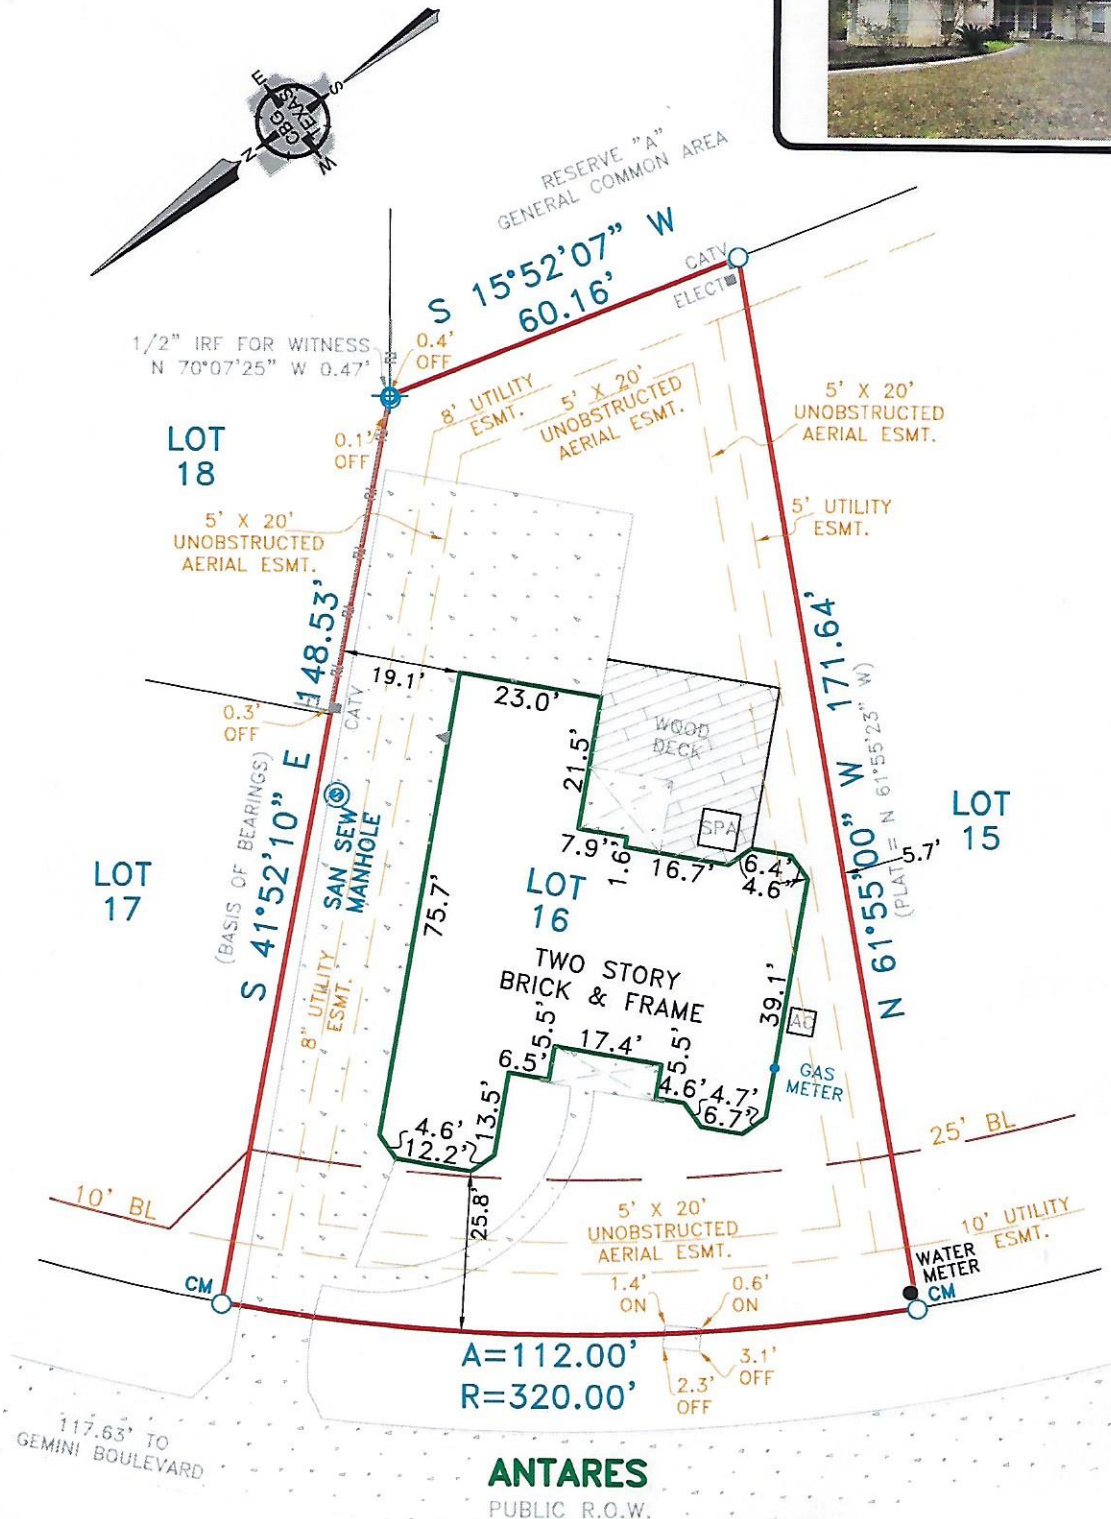 E
S
CBG
TEXAS
N
W
RESERVE "A"
GENERAL COMMON AREA
S 15°52'07" W
60.16'
CATV
ELECT
1/2" IRF FOR WITNESS
N 70°07'25" W 0.47'
0.4'
OFF
8' UTILITY
ESMT.
5' X 20'
UNOBSTRUCTED
AERIAL ESMT.
5' X 20'
UNOBSTRUCTED
AERIAL ESMT.
LOT
18
0.1'
OFF
5' X 20'
UNOBSTRUCTED
AERIAL ESMT.
5' UTILITY
ESMT.
S 41°52'10" E 148.53'
(BASIS OF BEARINGS)
19.1'
23.0'
0.3'
OFF
CATV
WOOD
DECK
21.5'
N 61°55'00" W 171.64'
(PLAT= N 61°55'23" W)
SAN SEW
MANHOLE
SPA
LOT
15
7.9'
1.6'
16.7'
6.4'
4.6'
5.7'
LOT
17
75.7'
LOT
16
TWO STORY
BRICK & FRAME
39.1'
AC
8" UTILITY
ESMT.
5.5'
17.4'
5.5'
6.5'
GAS
METER
4.6'
4.7'
6.7'
4.6'
12.2'
13.5'
25' BL
10' BL
25.8'
5' X 20'
UNOBSTRUCTED
AERIAL ESMT.
10' UTILITY
ESMT.
WATER
METER
CM
CM
1.4'
ON
0.6'
ON
A=112.00'
R=320.00'
2.3'
OFF
3.1'
OFF
117.63' TO
GEMINI BOULEVARD
ANTARES
PUBLIC R.O.W.